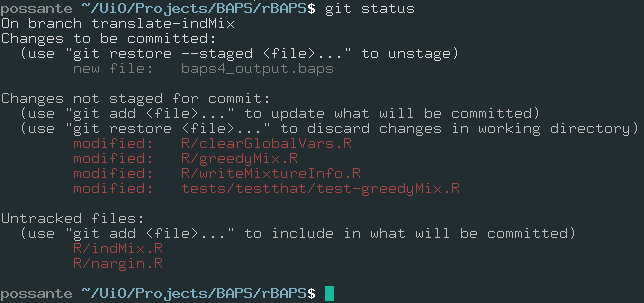 possante ~/UiO/Projects/BAPS/rBAPS$ git status
On branch translate-indMix
Changes to be committed:
  (use "git restore --staged <file>..." to unstage)
        new file:   baps4_output.baps

Changes not staged for commit:
  (use "git add <file>..." to update what will be committed)
  (use "git restore <file>..." to discard changes in working directory)
        modified:   R/clearGlobalVars.R
        modified:   R/greedyMix.R
        modified:   R/writeMixtureInfo.R
        modified:   tests/testthat/test-greedyMix.R

Untracked files:
  (use "git add <file>..." to include in what will be committed)
        R/indMix.R
        R/nargin.R

possante ~/UiO/Projects/BAPS/rBAPS$